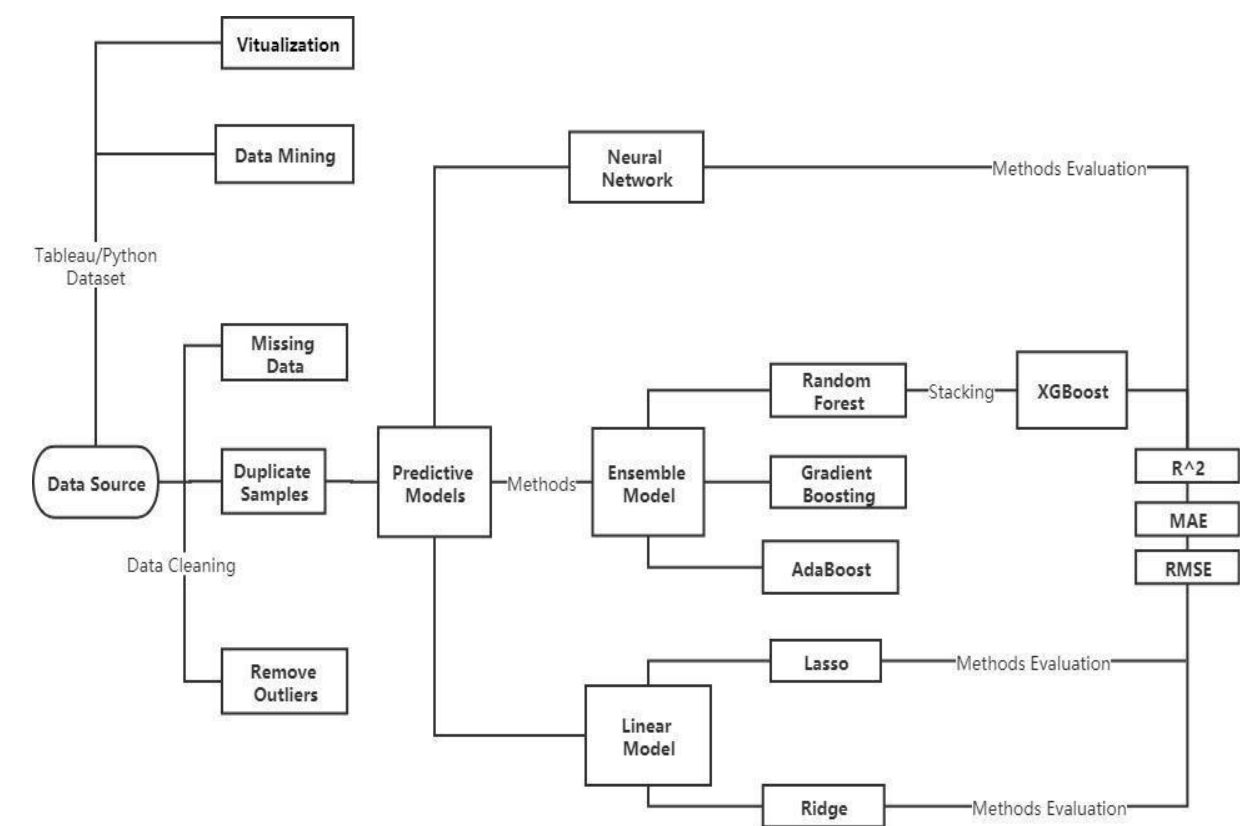 Vitualization
Data Mining
Tableau/Python
Dataset
Missing
Data
Data Source
Duplicate
Samples
Data Cleaning
Remove
Outliers
Predictive
Models
Methods
Neural
Network
Methods Evaluation
Ensemble
Model
Random
Forest
Stacking
XGBoost
Gradient
Boosting
AdaBoost
R^2
MAE
RMSE
Linear
Model
Lasso
Methods Evaluation
Ridge
Methods Evaluation